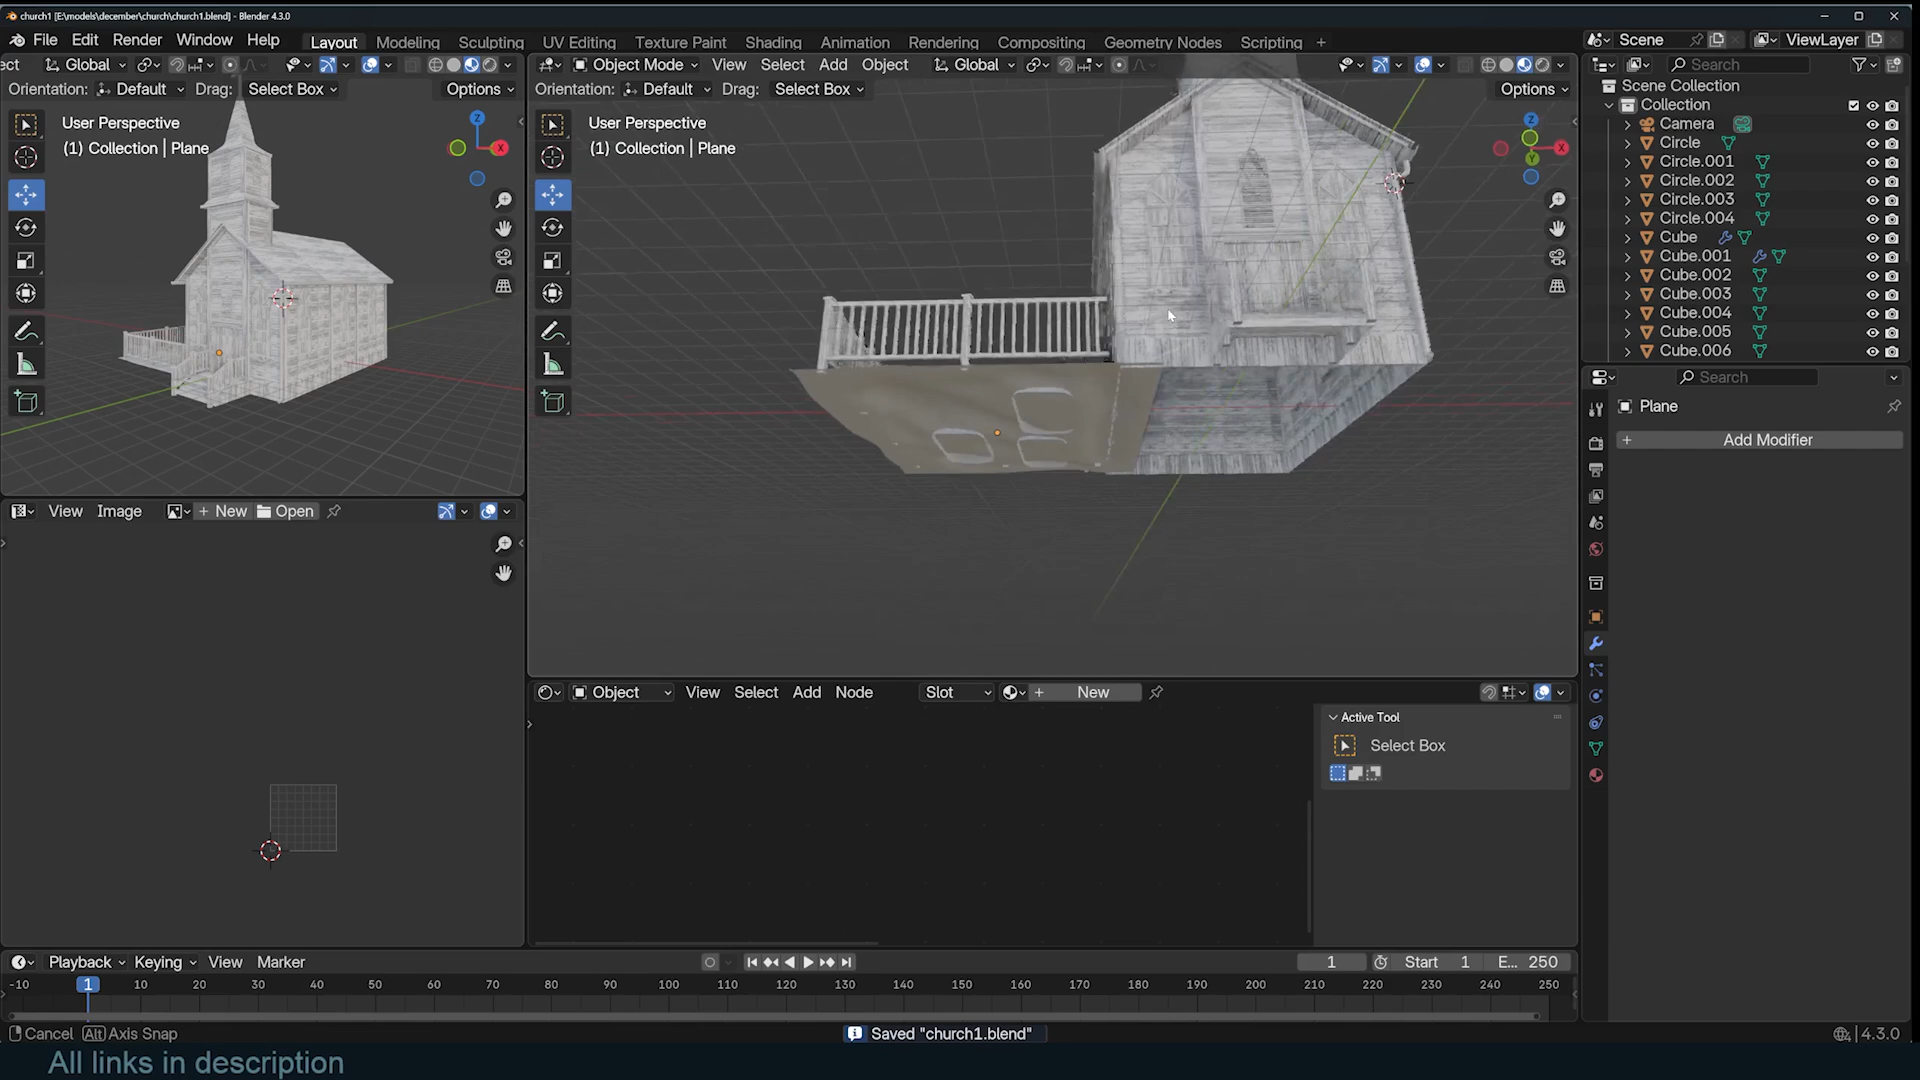 church1 [E:\models\december\church\church1.blend] - Blender 4.3.0
File Edit Render Window Help Layout Modeling Sculpting UV Editing Texture Paint Shading Animation Rendering Compositing Geometry Nodes Scripting + Scene ViewLayer
ect Global
Object Mode View Select Add Object Global
Search
Orientation: Default Drag: Select Box Options
Orientation: Default Drag: Select Box Options
Scene Collection
Collection
Camera
Circle
Circle.001
Circle.002
Circle.003
Circle.004
Cube
Cube.001
Cube.002
Cube.003
Cube.004
Cube.005
Cube.006
User Perspective
(1) Collection | Plane
Z
X
User Perspective
(1) Collection | Plane
Z
Y
X
Search
Plane
+ Add Modifier
View Image + New Open
Object View Select Add Node Slot + New
Active Tool
Select Box
Playback Keying View Marker 1 Start 1 E... 250
-10 1 10 20 30 40 50 60 70 80 90 100 110 120 130 140 150 160 170 180 190 200 210 220 230 240 250
Cancel Alt Axis Snap
Saved "church1.blend"
4.3.0
All links in description